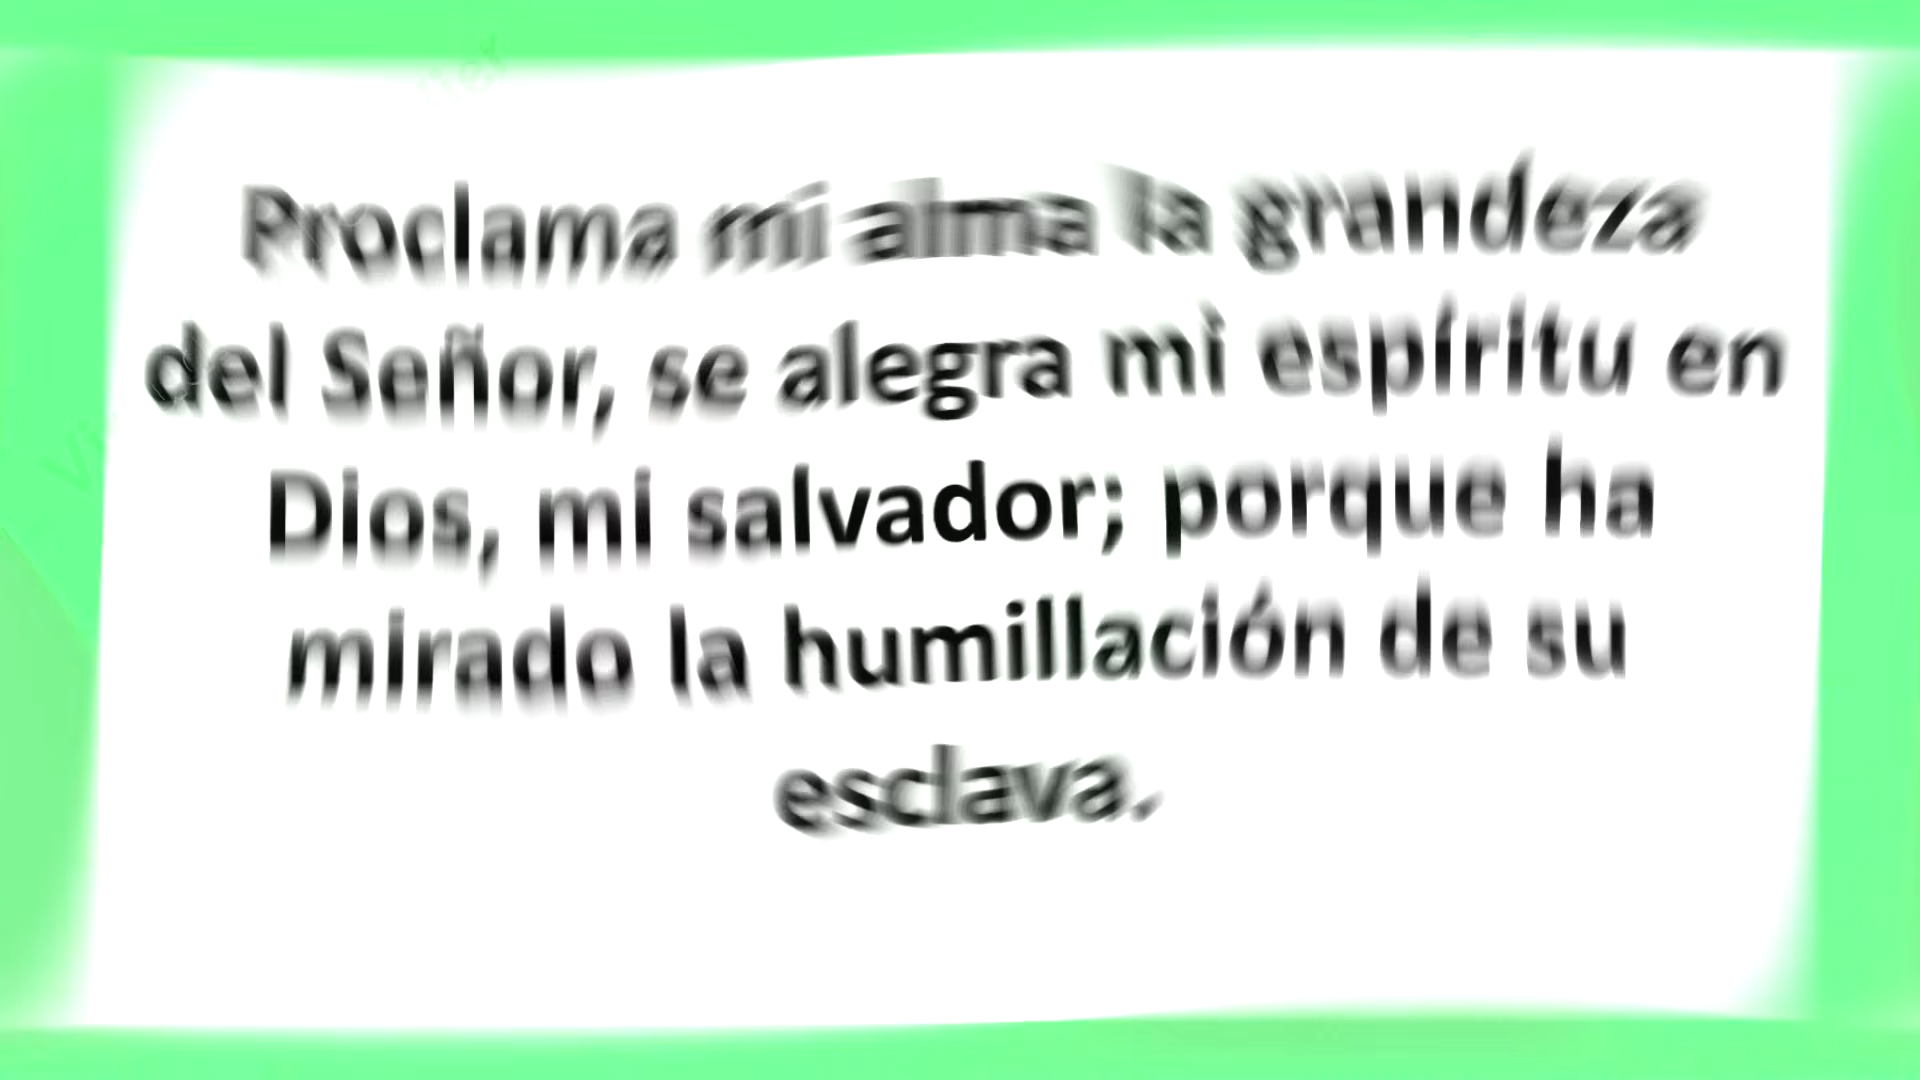 Proclama mi alma la grandeza
del Señor, se alegra mi espíritu en
Dios, mi salvador; porque ha
mirado la humillación de su
esclava.